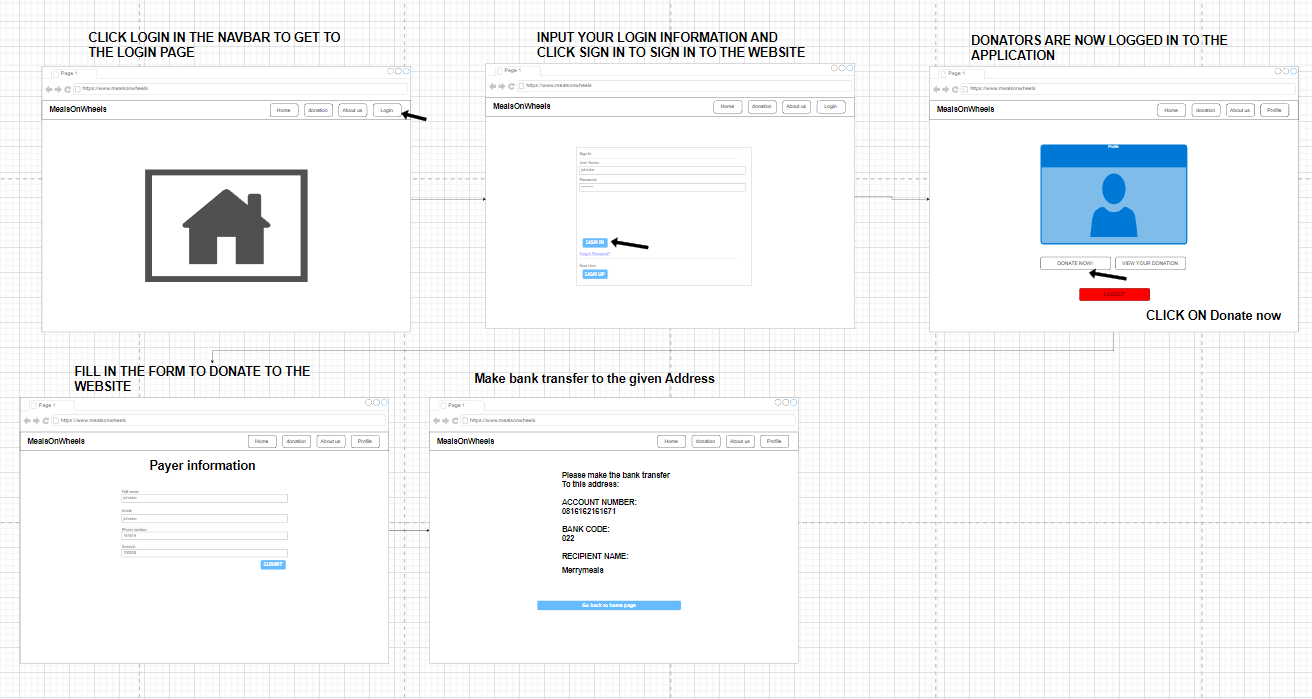 CLICK LOGIN IN THE NAVBAR TO GET TO
THE LOGIN PAGE
Page 1
https://www.mealsonwheels
MealsOnWheels
Home
donation
About us
Login
INPUT YOUR LOGIN INFORMATION AND
CLICK SIGN IN TO SIGN IN TO THE WEBSITE
Page 1
https://www.mealsonwheels
MealsOnWheels
Home
donation
About us
Login
Sign In
User Name:
johndoe
Password:
SIGN IN
Forgot Password?
New User
SIGN UP
DONATORS ARE NOW LOGGED IN TO THE
APPLICATION
Page 1
https://www.mealsonwheels
MealsOnWheels
Home
donation
About us
Profile
Profile
DONATE NOW!
VIEW YOUR DONATION
LOGOUT
CLICK ON Donate now
FILL IN THE FORM TO DONATE TO THE
WEBSITE
Page 1
https://www.mealsonwheels
MealsOnWheels
Home
donation
About us
Profile
Payer information
Full name
johndoe
Email
johndoe
Phone number
Amount
SUBMIT
Make bank transfer to the given Address
Page 1
https://www.mealsonwheels
MealsOnWheels
Home
donation
About us
Profile
Please make the bank transfer
To this address:
ACCOUNT NUMBER:
0816162161671
BANK CODE:
022
RECIPIENT NAME:
Merrymeals
Go back to home page